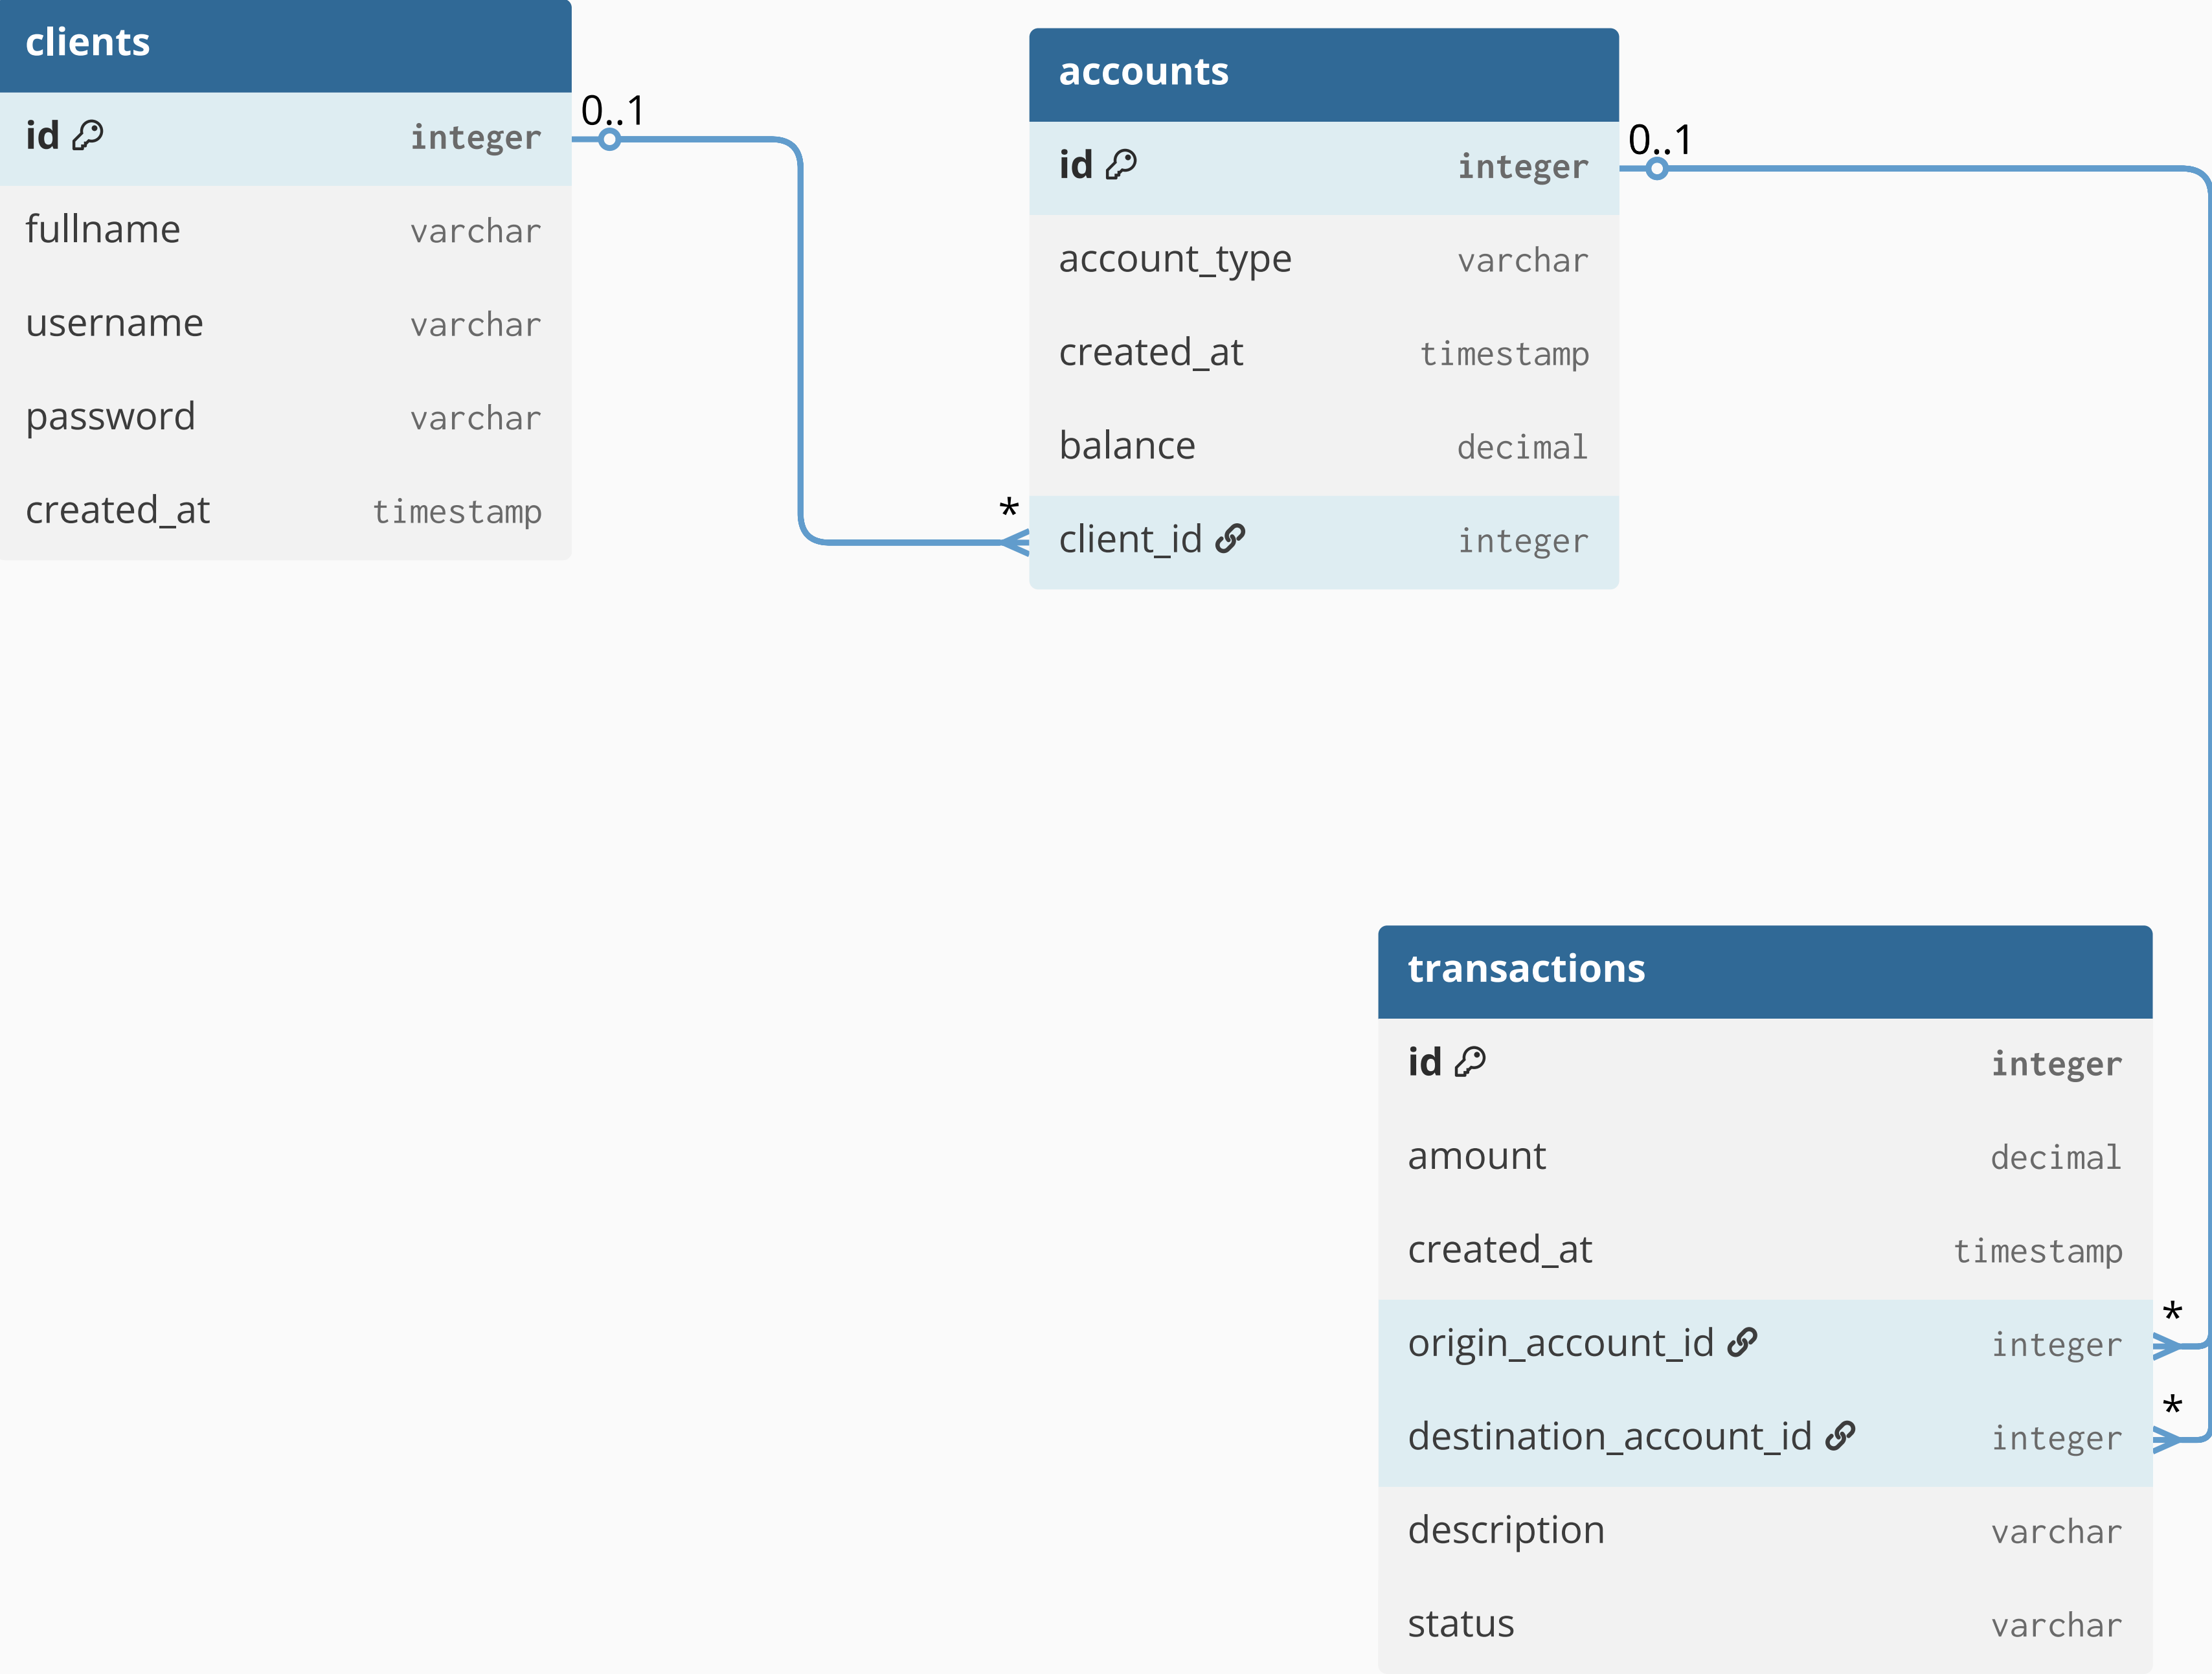 clients
id integer
fullname varchar
username varchar
password varchar
created_at timestamp
0..1
*
accounts
id integer
account_type varchar
created_at timestamp
balance decimal
client_id integer
0..1
transactions
id integer
amount decimal
created_at timestamp
origin_account_id integer
*
destination_account_id integer
*
description varchar
status varchar